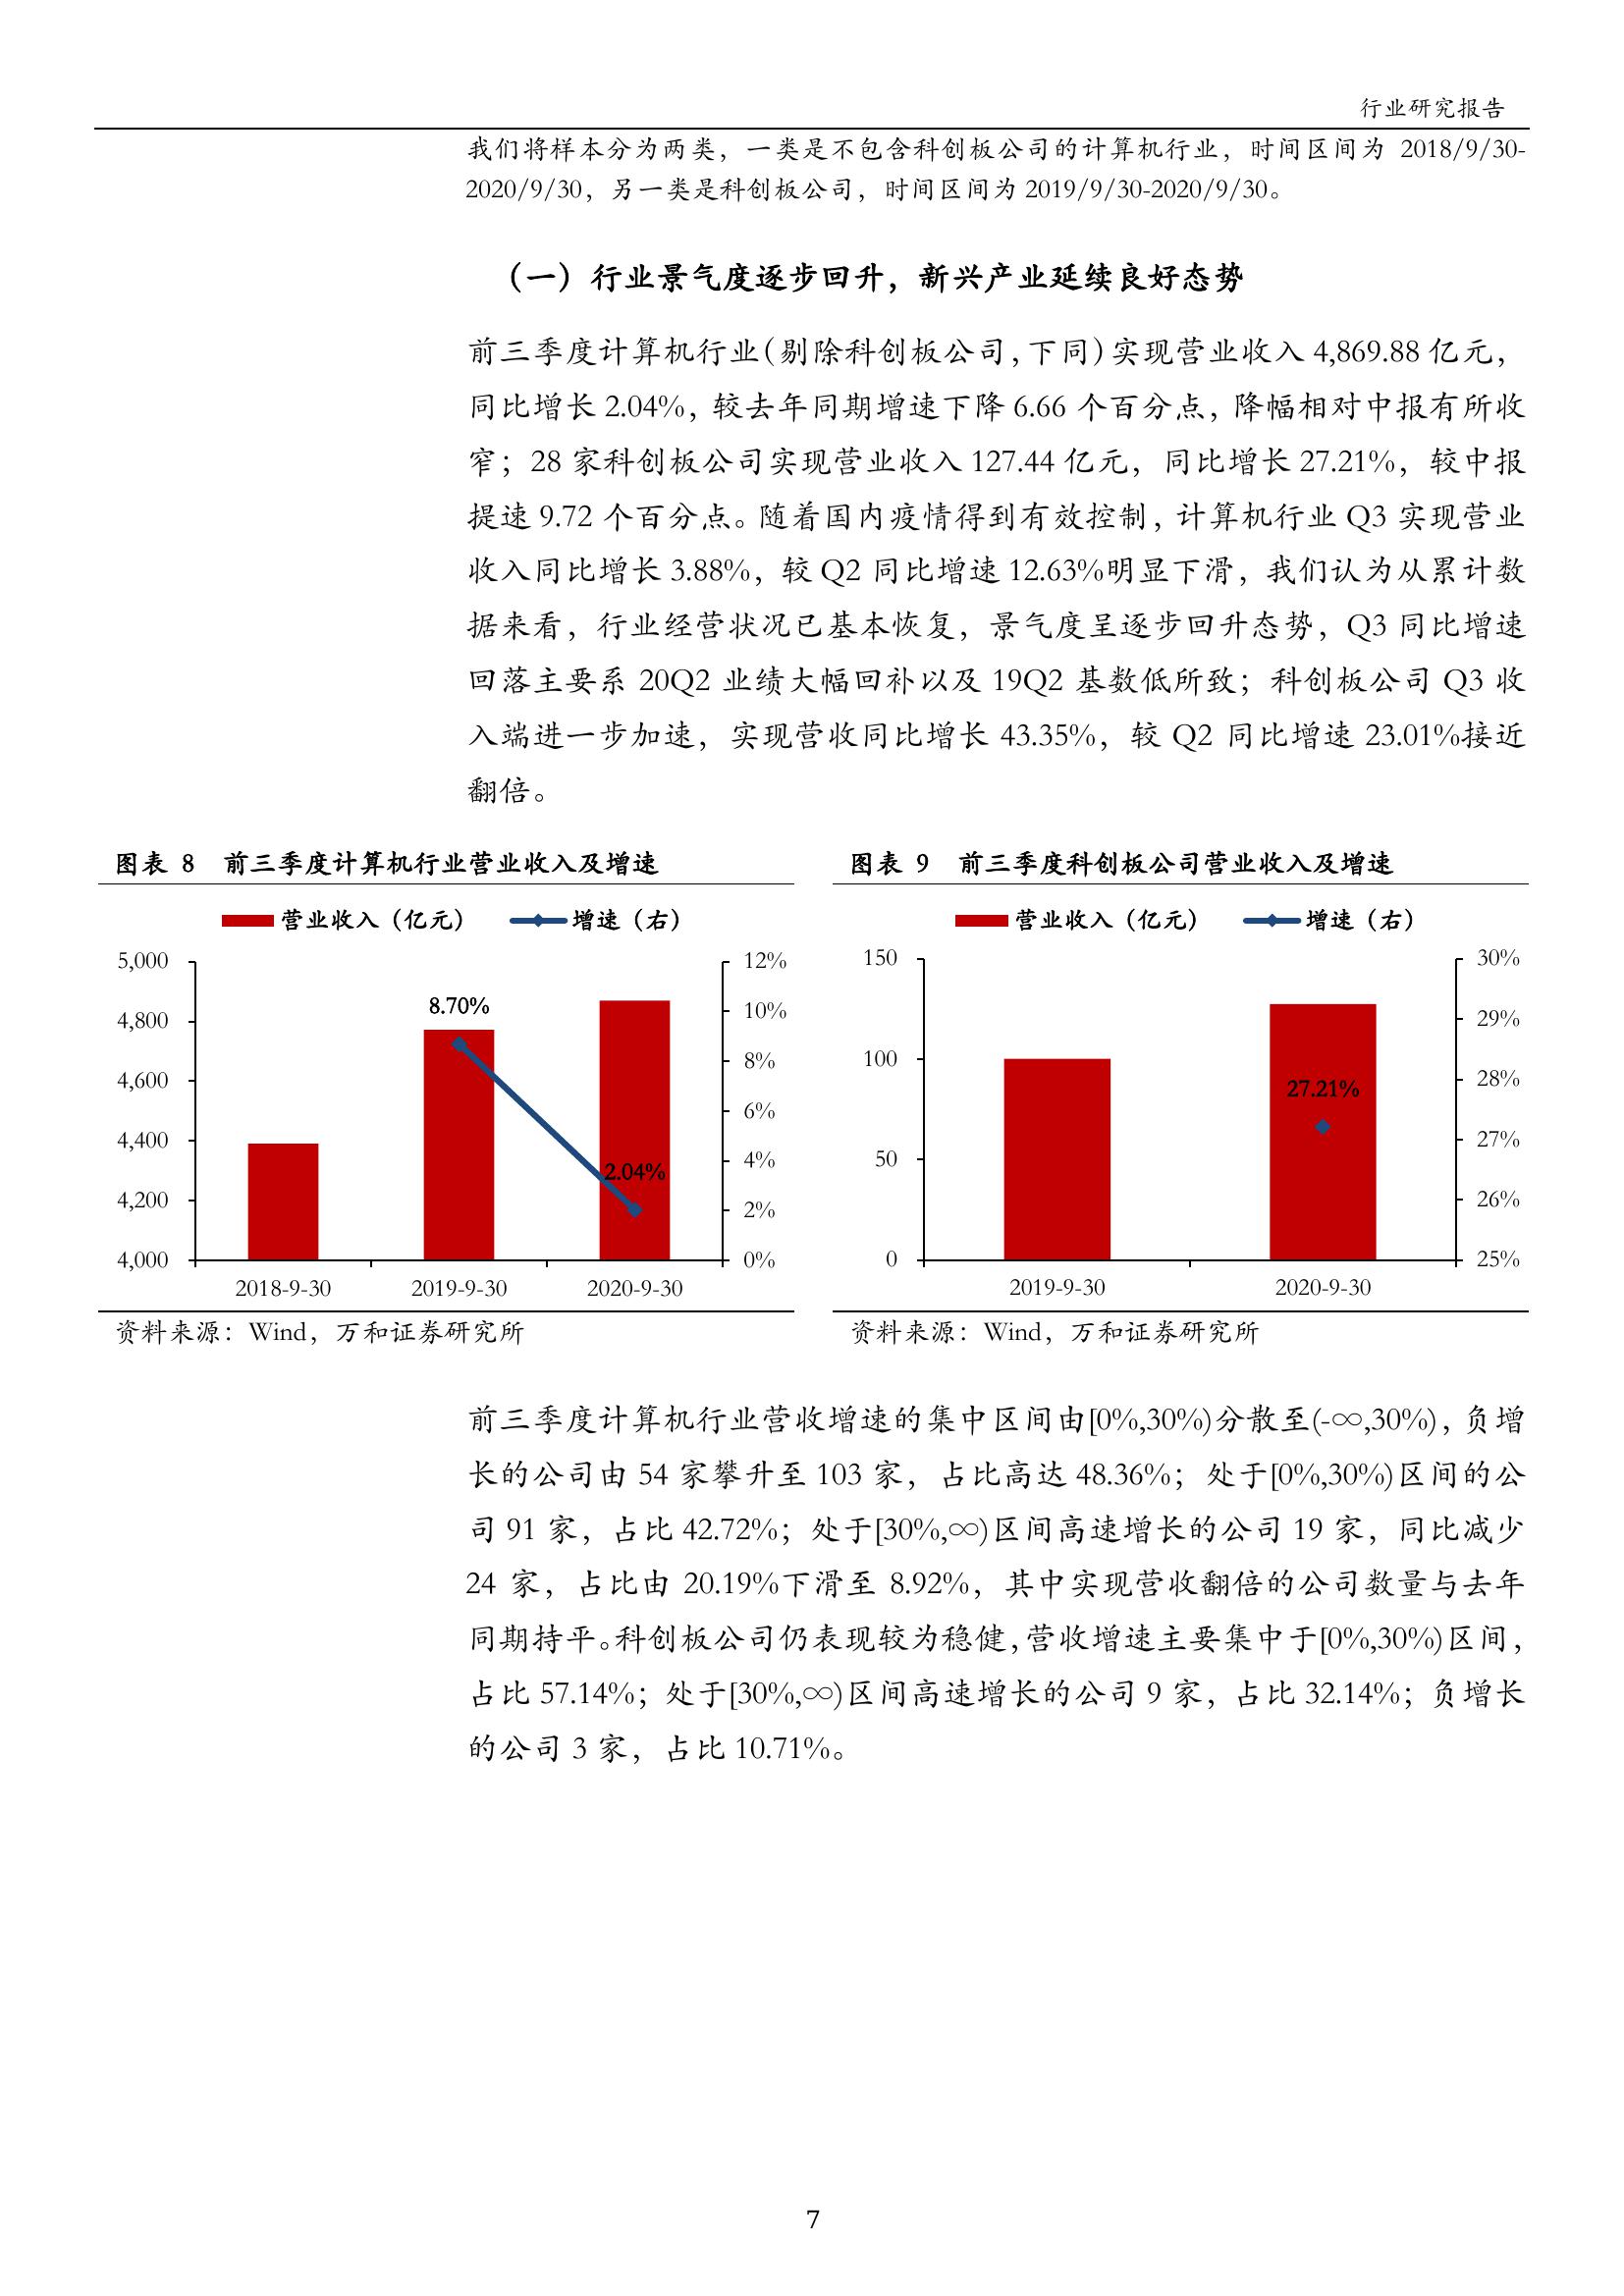 行业研究报告
我们将样本分为两类，一类是不包含科创板公司的计算机行业，时间区间为 2018/9/30-
2020/9/30，另一类是科创板公司，时间区间为 2019/9/30-2020/9/30。
（一）行业景气度逐步回升，新兴产业延续良好态势
前三季度计算机行业(剔除科创板公司,下同)实现营业收入 4,869.88 亿元，
同比增长 2.04%，较去年同期增速下降 6.66 个百分点，降幅相对中报有所收
窄；28 家科创板公司实现营业收入 127.44 亿元，同比增长 27.21%，较中报
提速 9.72 个百分点。随着国内疫情得到有效控制，计算机行业 Q3 实现营业
收入同比增长 3.88%，较 Q2 同比增速 12.63%明显下滑，我们认为从累计数
据来看，行业经营状况已基本恢复，景气度呈逐步回升态势，Q3 同比增速
回落主要系 20Q2 业绩大幅回补以及 19Q2 基数低所致；科创板公司 Q3 收
入端进一步加速，实现营收同比增长 43.35%，较 Q2 同比增速 23.01%接近
翻倍。
图表 8 前三季度计算机行业营业收入及增速
营业收入（亿元） 增速（右）
5,000
4,800
4,600
4,400
4,200
4,000
8.70%
2.04%
12%
10%
8%
6%
4%
2%
0%
2018-9-30 2019-9-30 2020-9-30
资料来源：Wind，万和证券研究所
图表 9 前三季度科创板公司营业收入及增速
营业收入（亿元） 增速（右）
150
100
50
0
27.21%
30%
29%
28%
27%
26%
25%
2019-9-30 2020-9-30
资料来源：Wind，万和证券研究所
前三季度计算机行业营收增速的集中区间由[0%,30%)分散至(-∞,30%)，负增
长的公司由 54 家攀升至 103 家，占比高达 48.36%；处于[0%,30%)区间的公
司 91 家，占比 42.72%；处于[30%,∞)区间高速增长的公司 19 家，同比减少
24 家，占比由 20.19%下滑至 8.92%，其中实现营收翻倍的公司数量与去年
同期持平。科创板公司仍表现较为稳健，营收增速主要集中于[0%,30%)区间，
占比 57.14%；处于[30%,∞)区间高速增长的公司 9 家，占比 32.14%；负增长
的公司 3 家，占比 10.71%。
7